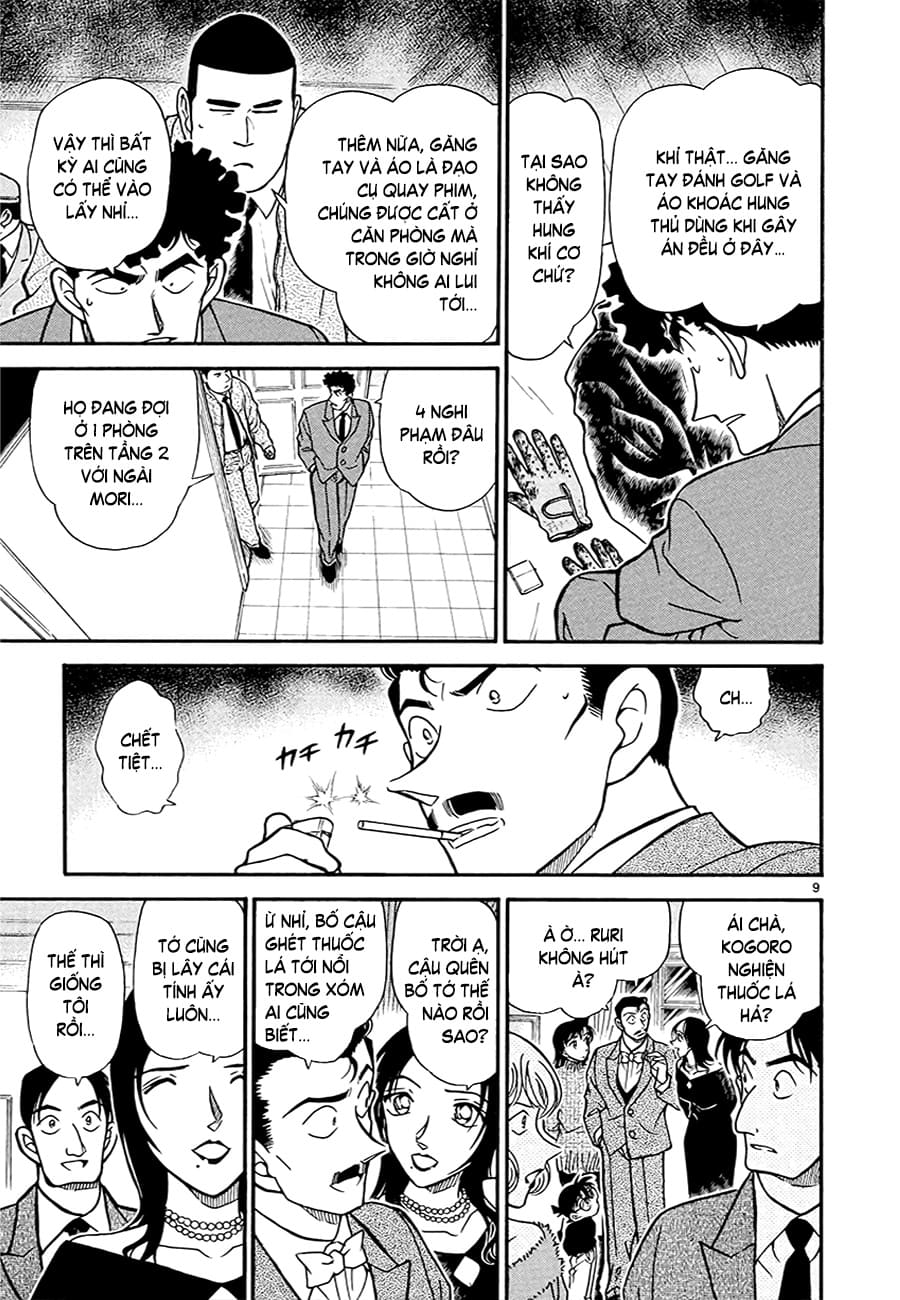 KHỈ THẬT... GĂNG
TAY ĐÁNH GOLF VÀ
ÁO KHOÁC HUNG
THỦ DÙNG KHI GÂY
ÁN ĐỀU Ở ĐÂY...
TẠI SAO
KHÔNG
THẤY
HUNG
KHÍ CƠ
CHỨ?
THÊM NỮA, GĂNG
TAY VÀ ÁO LÀ ĐẠO
CỤ QUAY PHIM,
CHÚNG ĐƯỢC CẤT Ở
CĂN PHÒNG MÀ
TRONG GIỜ NGHỈ
KHÔNG AI LUI
TỚI...
VẬY THÌ BẤT
KỲ AI CŨNG
CÓ THỂ VÀO
LẤY NHỈ...
4 NGHI
PHẠM ĐÂU
RỒI?
HỌ ĐANG ĐỢI
Ở 1 PHÒNG
TRÊN TẦNG 2
VỚI NGÀI
MORI...
CH...
カチ カチ
CHẾT
TIỆT...
9
ÁI CHÀ,
KOGORO
NGHIỆN
THUỐC LÁ
HẢ?
À Ờ... RURI
KHÔNG HÚT
À?
TRỜI Ạ,
CẬU QUÊN
BỐ TỚ THẾ
NÀO RỒI
SAO?
Ừ NHỈ, BỐ CẬU
GHÉT THUỐC
LÁ TỚI NỖI
TRONG XÓM
AI CŨNG
BIẾT...
TỚ CŨNG
BỊ LÂY CÁI
TÍNH ẤY
LUÔN...
THẾ THÌ
GIỐNG
TÔI
RỒI...